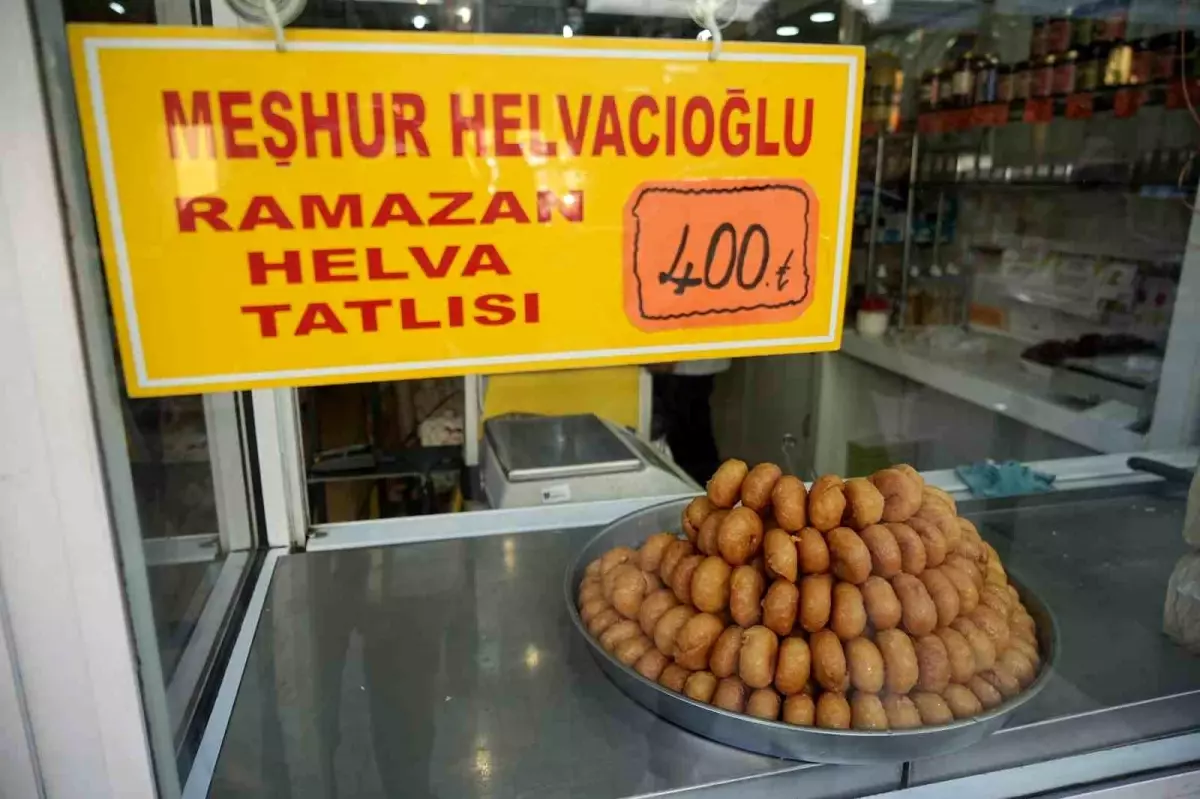 MEŞHUR HELVACIOĞLU
RAMAZAN
HELVA
TATLISI
400.₺